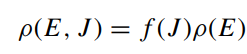 ρ(E, J) = f(J)ρ(E)